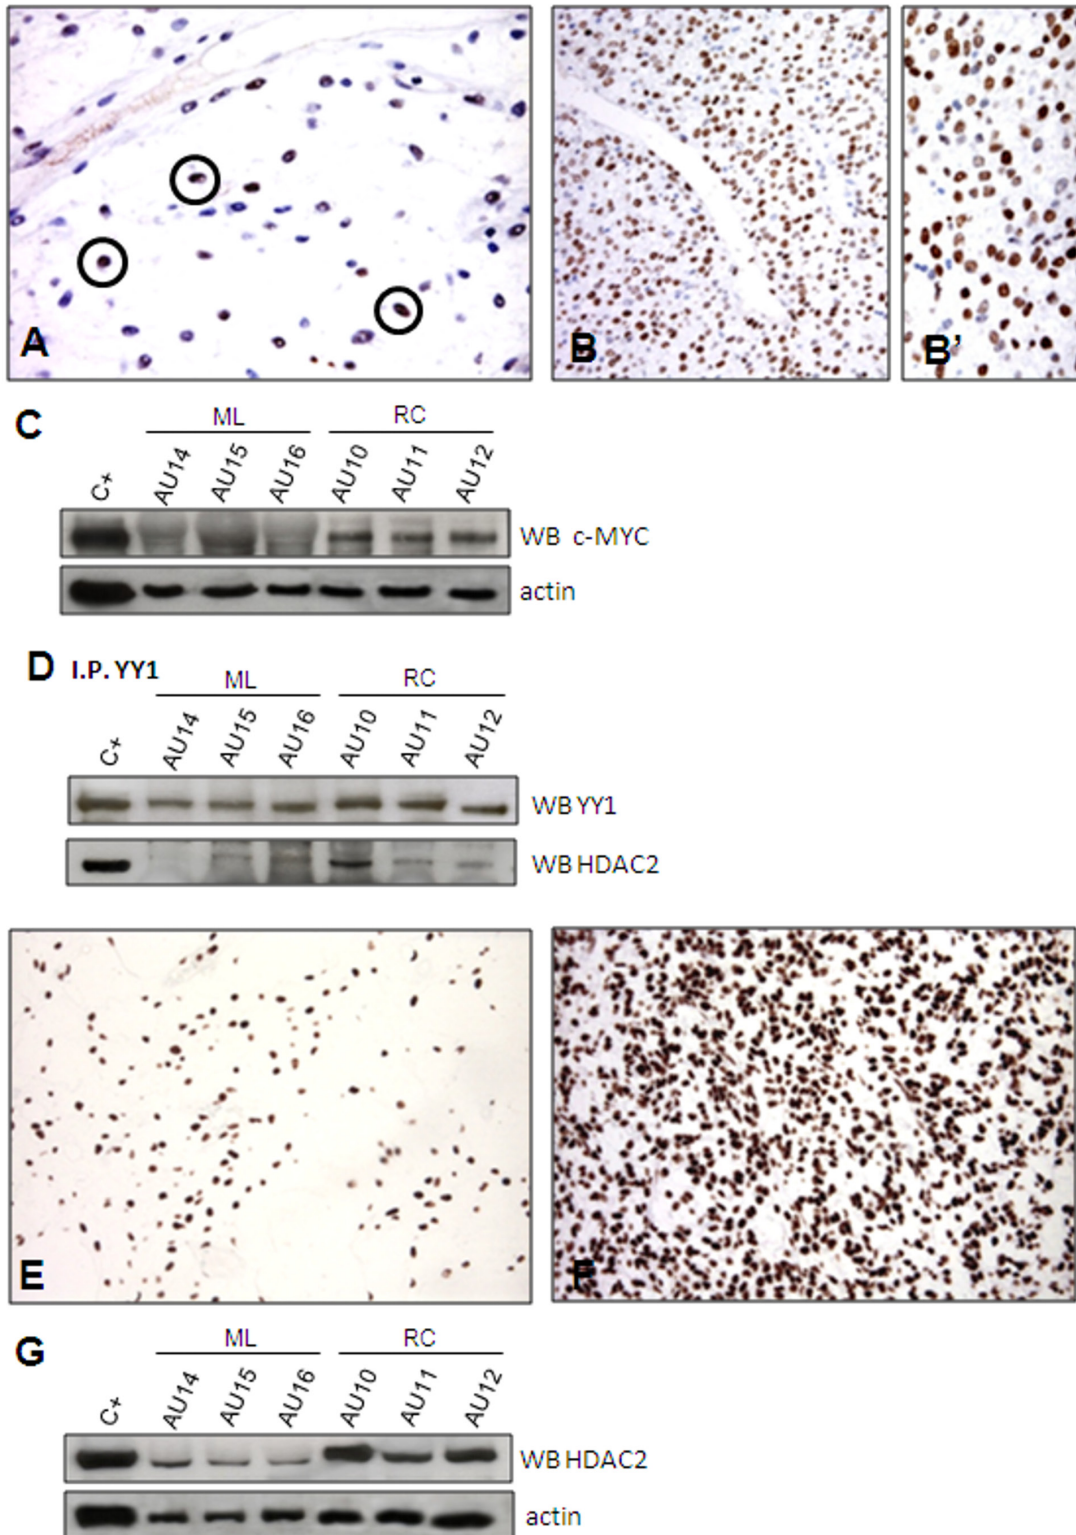 A
B
B'
C
ML
RC
C+
AU14
AU15
AU16
AU10
AU11
AU12
WB c-MYC
actin
D
I.P. YY1
ML
RC
C+
AU14
AU15
AU16
AU10
AU11
AU12
WB YY1
WB HDAC2
E
F
G
ML
RC
C+
AU14
AU15
AU16
AU10
AU11
AU12
WB HDAC2
actin